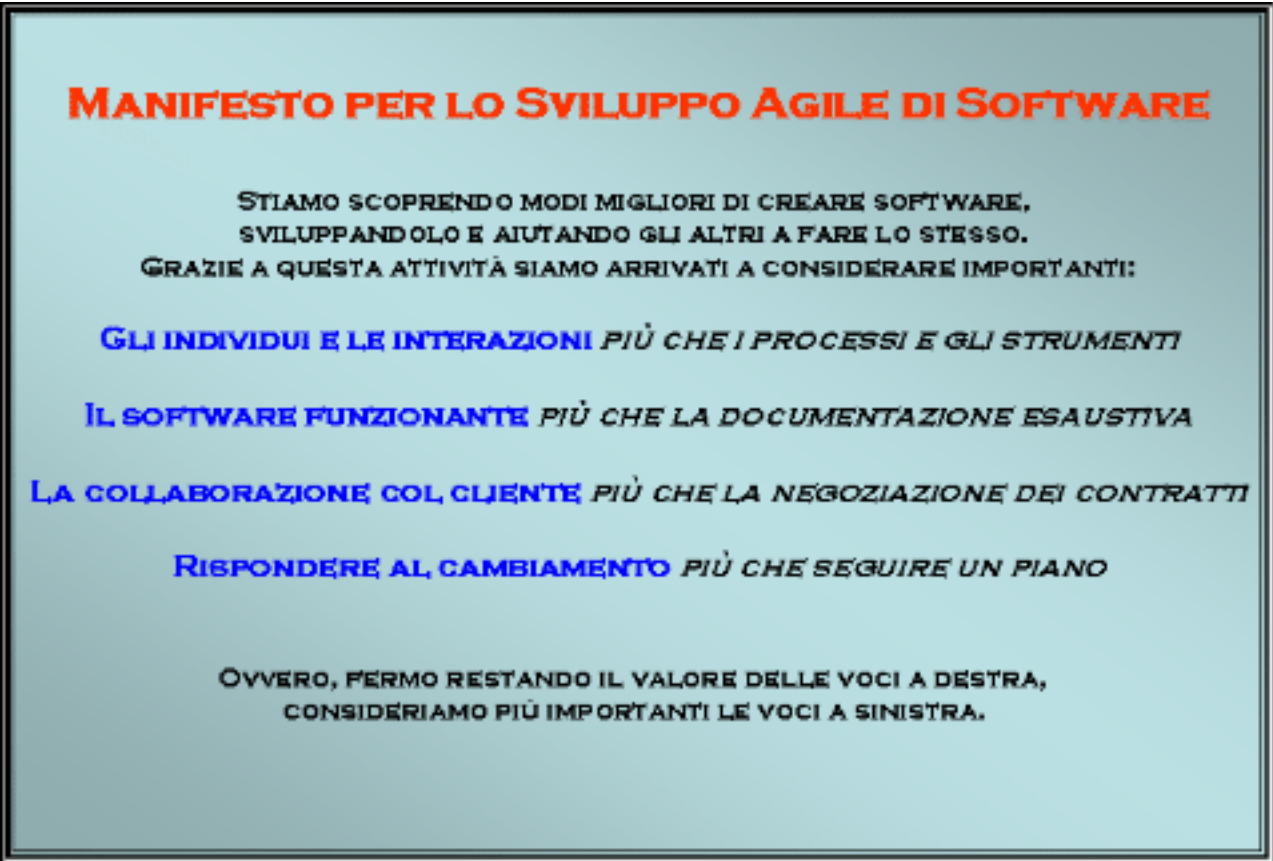 Manifesto per lo Sviluppo Agile di Software
Stiamo scoprendo modi migliori di creare software,
sviluppandolo e aiutando gli altri a fare lo stesso.
Grazie a questa attività siamo arrivati a considerare importanti:
Gli individui e le interazioni più che i processi e gli strumenti
Il software funzionante più che la documentazione esaustiva
La collaborazione col cliente più che la negoziazione dei contratti
Rispondere al cambiamento più che seguire un piano
Ovvero, fermo restando il valore delle voci a destra,
consideriamo più importanti le voci a sinistra.